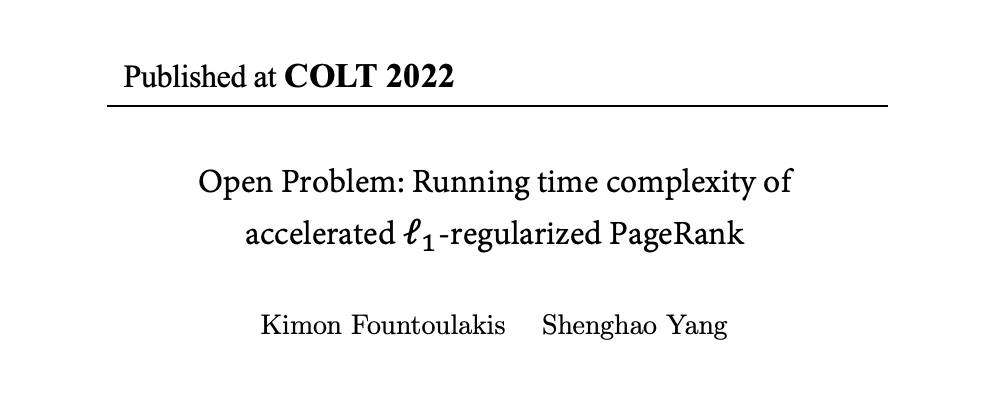 Published at COLT 2022
Open Problem: Running time complexity of
accelerated ℓ₁-regularized PageRank
Kimon Fountoulakis Shenghao Yang